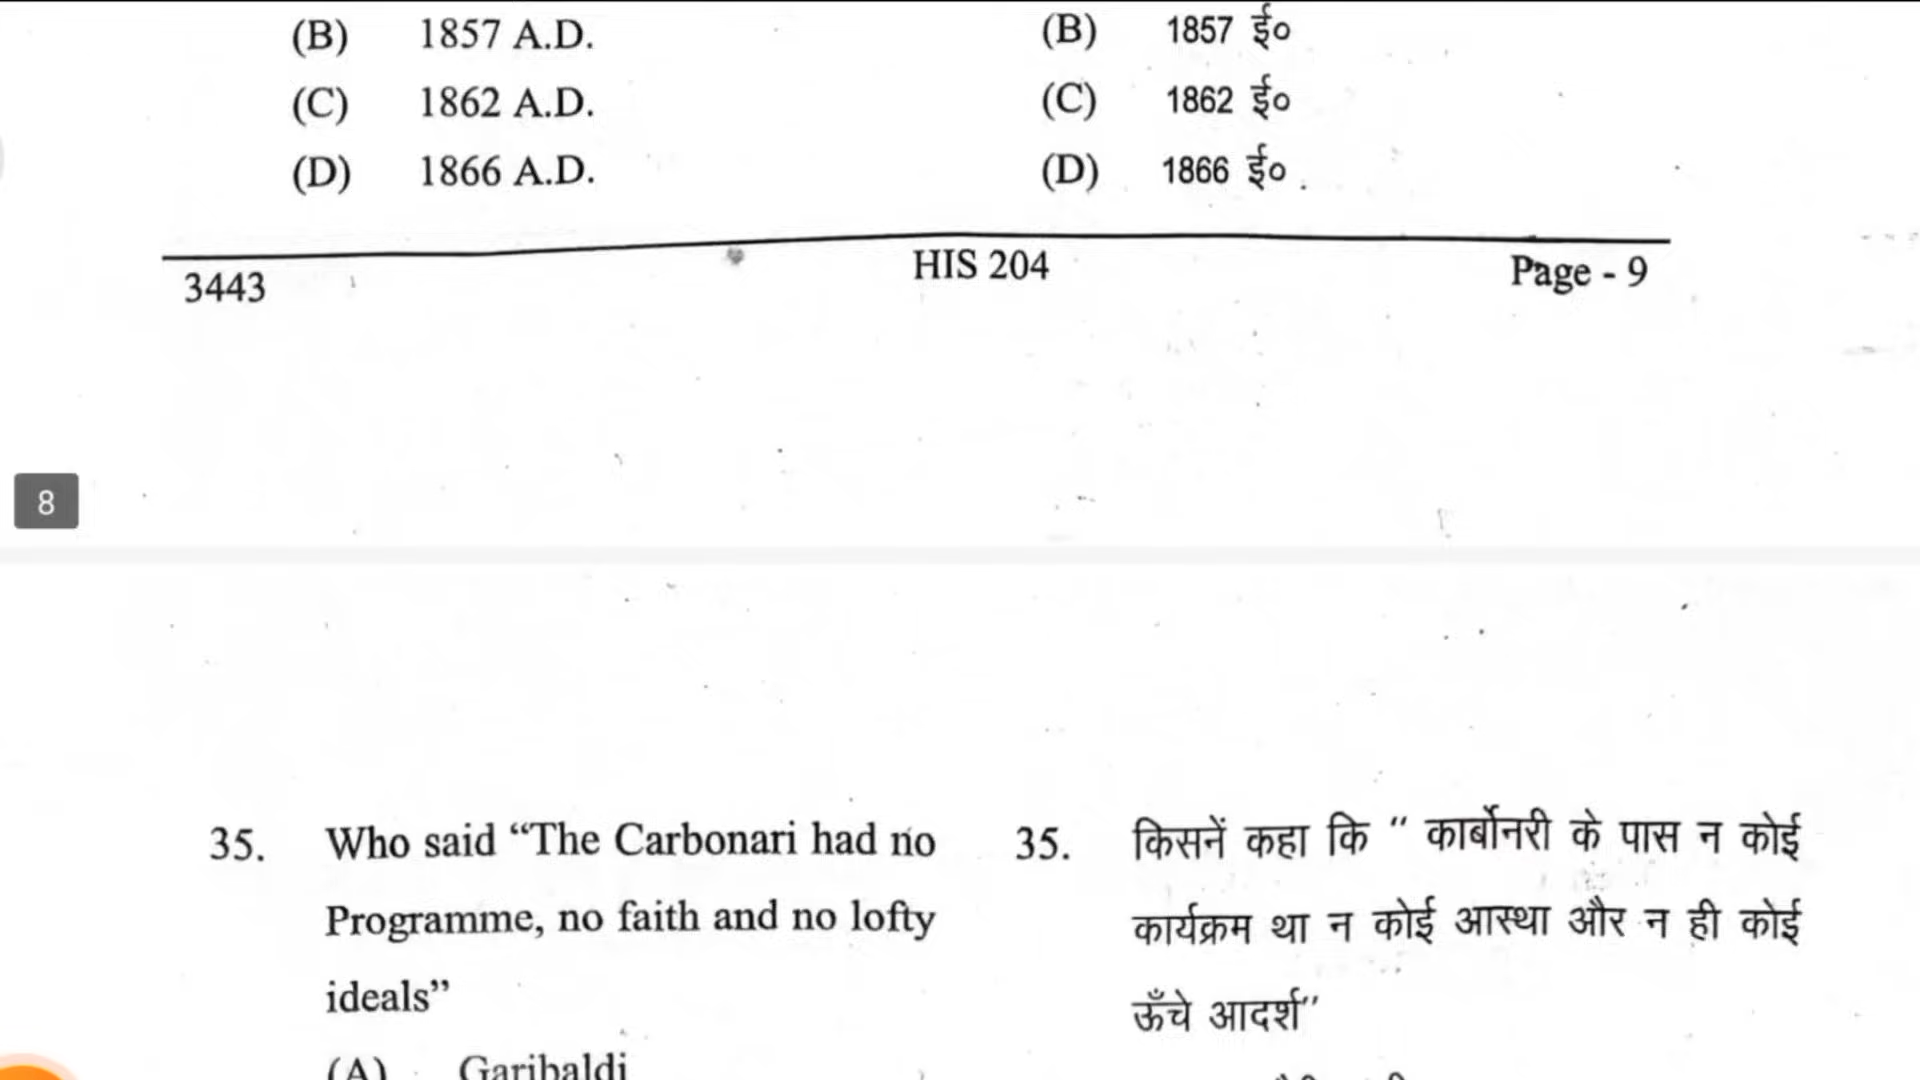 (B) 1857 A.D. (B) 1857 ई०
(C) 1862 A.D. (C) 1862 ई०
(D) 1866 A.D. (D) 1866 ई०
3443 HIS 204 Page - 9
8
35. Who said “The Carbonari had no
Programme, no faith and no lofty
ideals”
(A) Garibaldi
35. किसनें कहा कि “ कार्बोनरी के पास न कोई
कार्यक्रम था न कोई आस्था और न ही कोई
ऊँचे आदर्श”